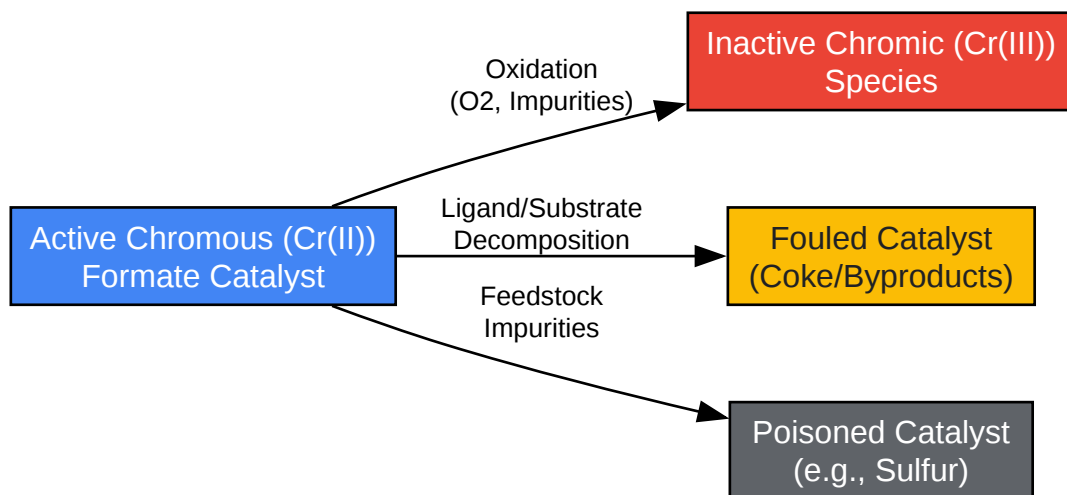 Inactive Chromic (Cr(III))
Species
Oxidation
(O2, Impurities)
Active Chromous (Cr(II))
Formate Catalyst
Ligand/Substrate
Decomposition
Fouled Catalyst
(Coke/Byproducts)
Feedstock
Impurities
Poisoned Catalyst
(e.g., Sulfur)